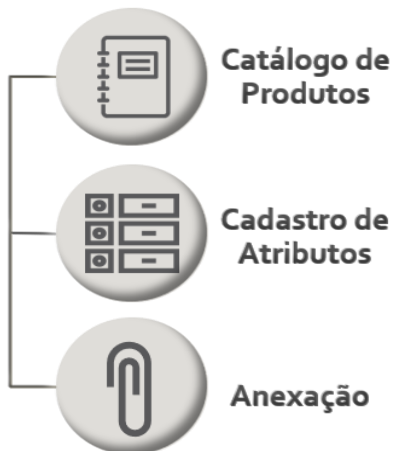 Catálogo de
Produtos
Cadastro de
Atributos
Anexação